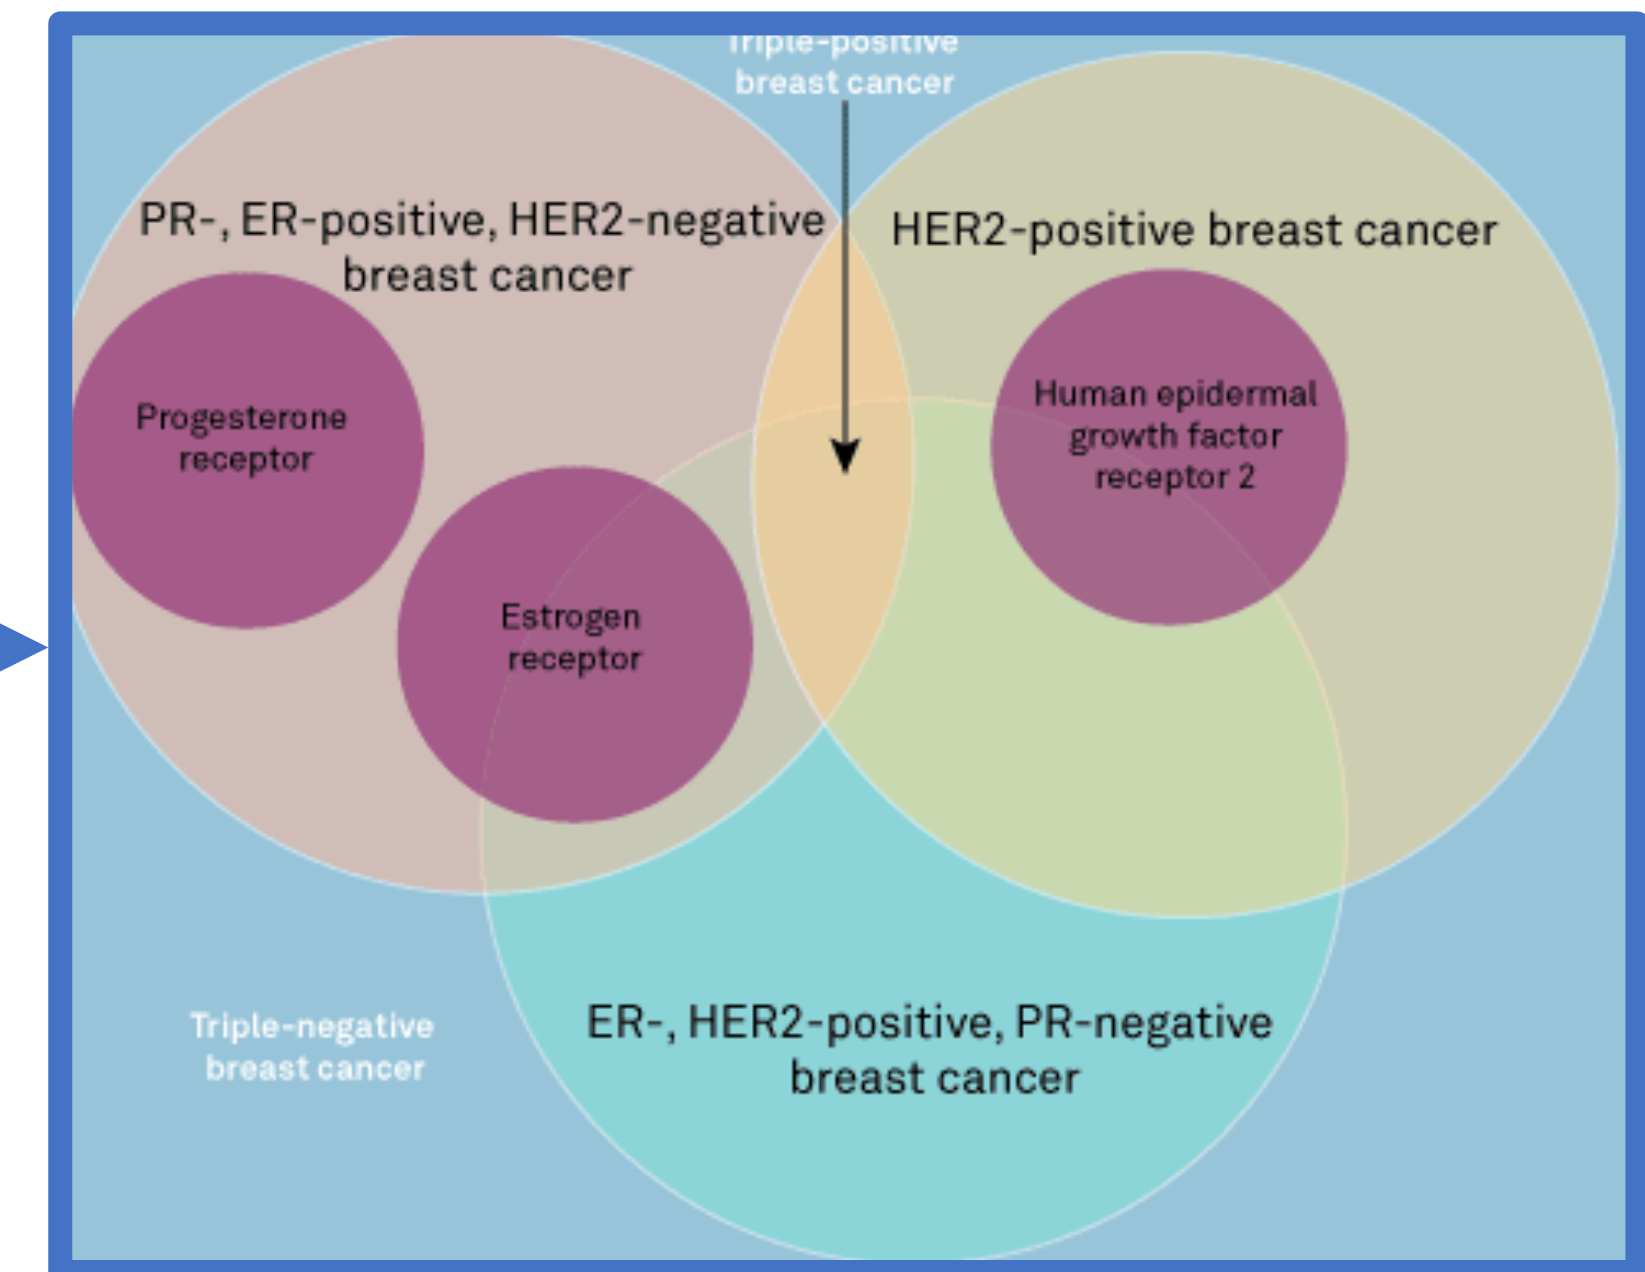 Triple-positive
breast cancer
PR-, ER-positive, HER2-negative
breast cancer
HER2-positive breast cancer
Progesterone
receptor
Human epidermal
growth factor
receptor 2
Estrogen
receptor
Triple-negative
breast cancer
ER-, HER2-positive, PR-negative
breast cancer